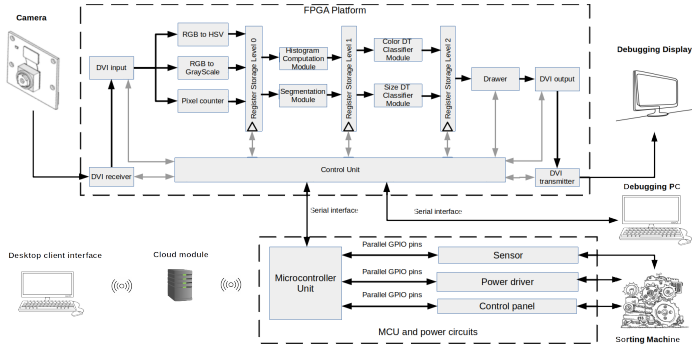 Camera
FPGA Platform
Debugging Display
DVI input
RGB to HSV
RGB to
GrayScale
Pixel counter
Register Storage Level 0
Histogram
Computation
Module
Segmentation
Module
Register Storage Level 1
Color DT
Classifier
Module
Size DT
Classifier
Module
Register Storage Level 2
Drawer
DVI output
DVI receiver
Control Unit
DVI
transmitter
Debugging PC
Serial interface
Serial interface
Desktop client interface
Cloud module
Microcontroller
Unit
Parallel GPIO pins
Sensor
Parallel GPIO pins
Power driver
Parallel GPIO pins
Control panel
MCU and power circuits
Sorting Machine